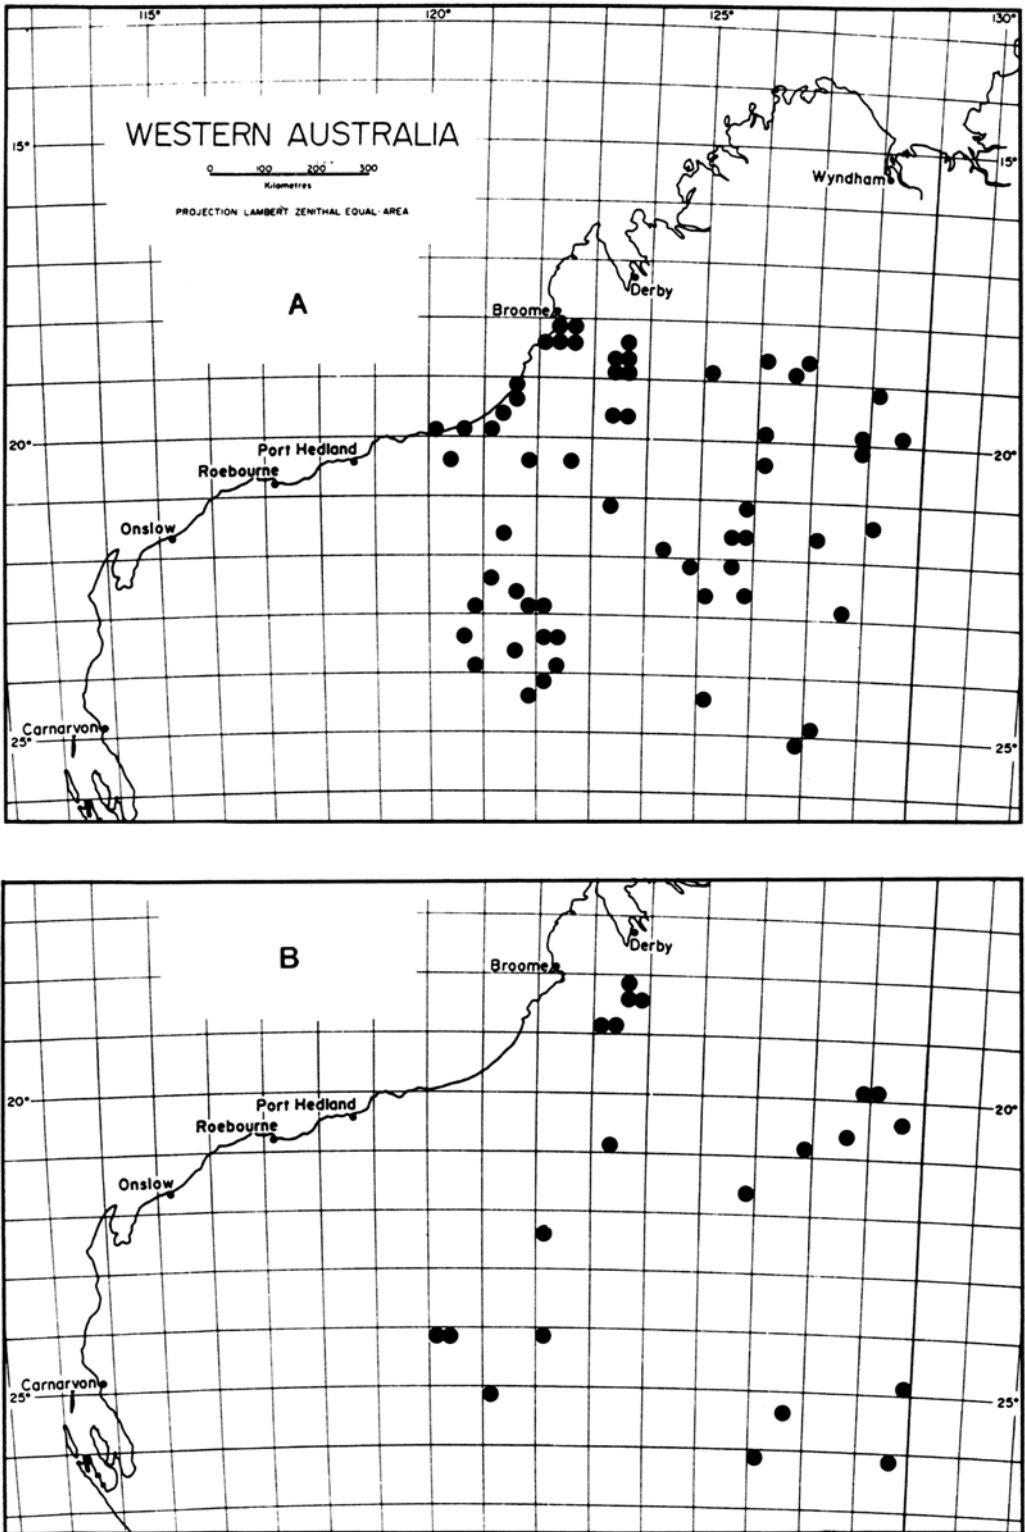 115° 120° 125° 130°
WESTERN AUSTRALIA
15° 15°
0 100 200 300
Kilometres
Wyndham
PROJECTION LAMBERT ZENITHAL EQUAL-AREA
Derby
A
Broome
20° 20°
Port Hedland
Roebourne
Onslow
Carnarvon
25° 25°
B
Derby
Broome
20° 20°
Port Hedland
Roebourne
Onslow
Carnarvon
25° 25°